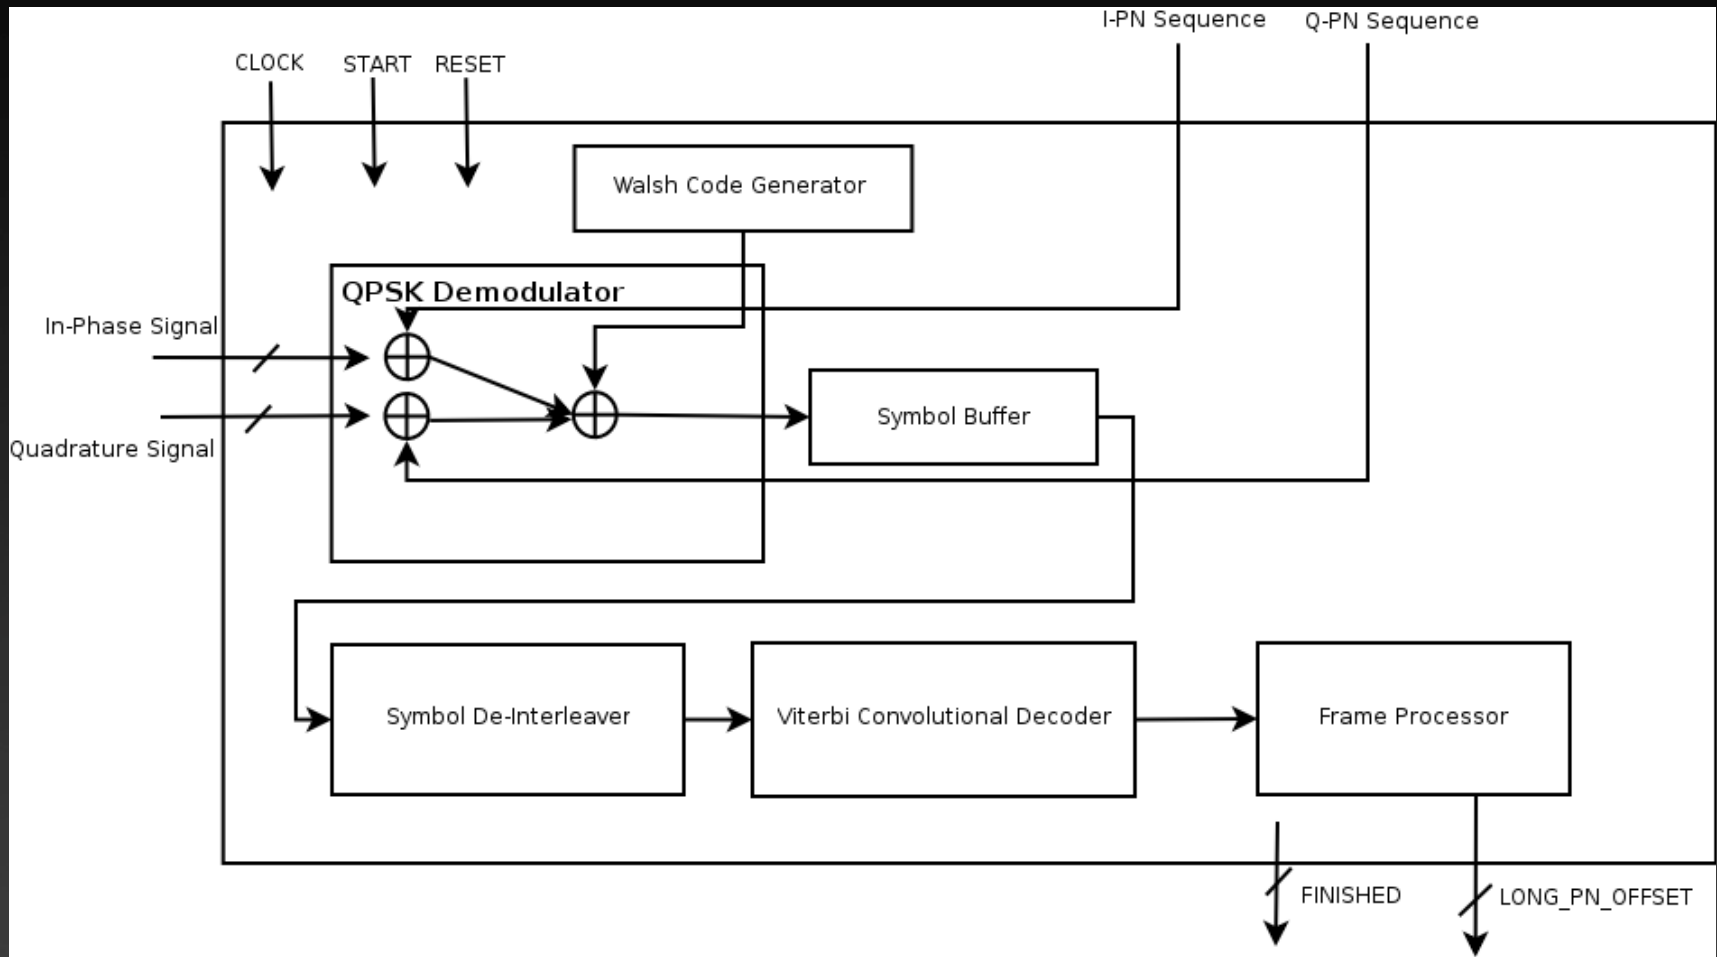 I-PN Sequence
Q-PN Sequence
CLOCK
START
RESET
Walsh Code Generator
QPSK Demodulator
In-Phase Signal
Symbol Buffer
Quadrature Signal
Symbol De-Interleaver
Viterbi Convolutional Decoder
Frame Processor
FINISHED
LONG_PN_OFFSET